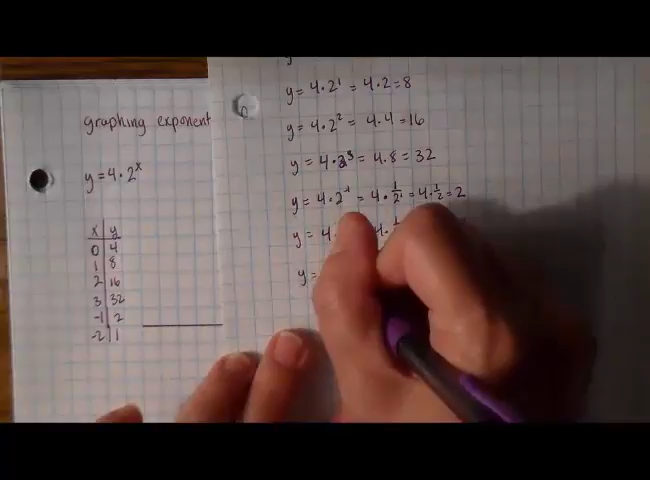 graphing exponent
y = 4 · 2^x
x y
0 4
1 8
2 16
3 32
-1 2
-2 1
y = 4 · 2^1 = 4 · 2 = 8
y = 4 · 2^2 = 4 · 4 = 16
y = 4 · 2^3 = 4 · 8 = 32
y = 4 · 2^-1 = 4 · 1/2^1 = 4 · 1/2 = 2
y = 4
y =